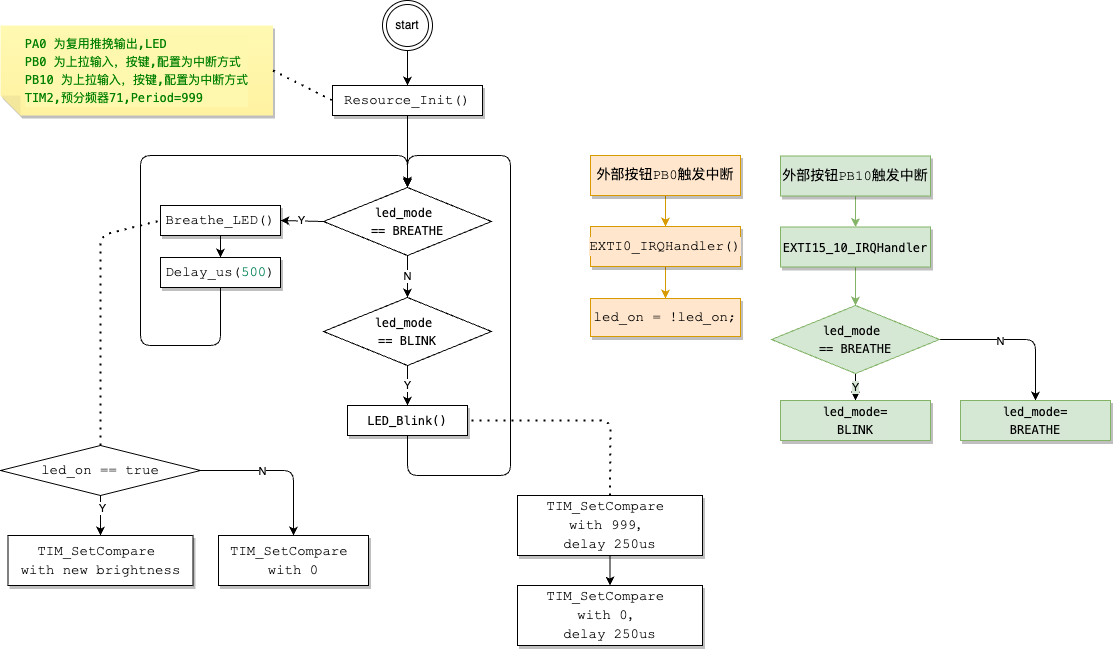 start
PA0 为复用推挽输出,LED
PB0 为上拉输入，按键,配置为中断方式
PB10 为上拉输入，按键,配置为中断方式
TIM2,预分频器71,Period=999
Resource_Init()
led_mode
== BREATHE
Y
Breathe_LED()
Delay_us(500)
N
led_mode
== BLINK
Y
LED_Blink()
led_on == true
N
Y
TIM_SetCompare
with new brightness
TIM_SetCompare
with 0
TIM_SetCompare
with 999,
delay 250us
TIM_SetCompare
with 0,
delay 250us
外部按钮PB0触发中断
EXTI0_IRQHandler()
led_on = !led_on;
外部按钮PB10触发中断
EXTI15_10_IRQHandler
led_mode
== BREATHE
N
Y
led_mode=
BLINK
led_mode=
BREATHE